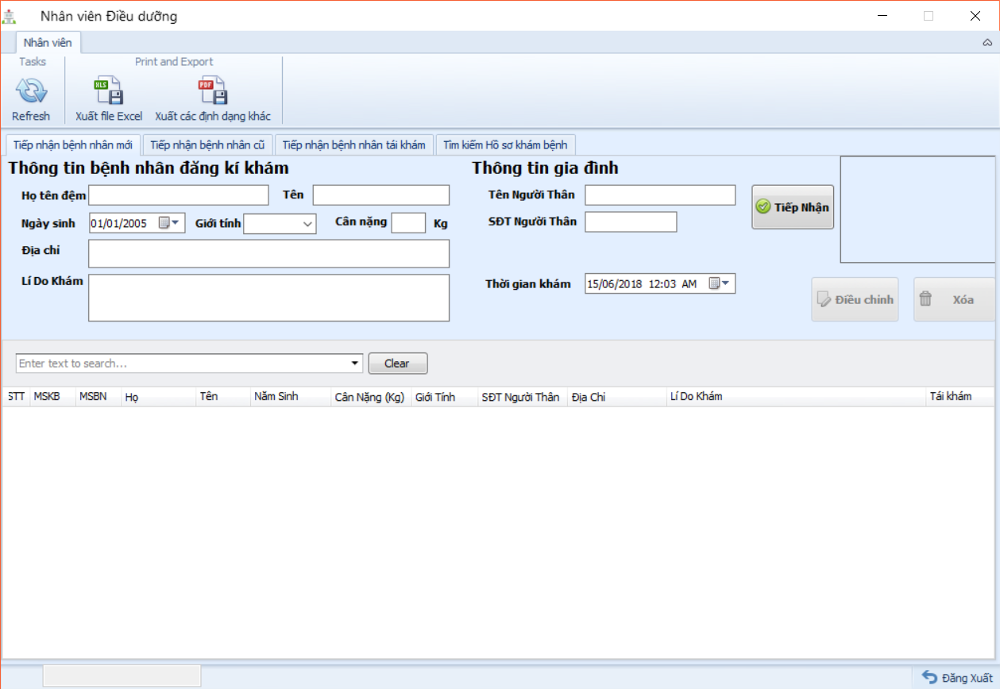 Nhân viên Điều dưỡng
Nhân viên
Tasks
Print and Export
XLS
PDF
Refresh
Xuất file Excel
Xuất các định dạng khác
Tiếp nhận bệnh nhân mới
Tiếp nhận bệnh nhân cũ
Tiếp nhận bệnh nhân tái khám
Tìm kiếm Hồ sơ khám bệnh
Thông tin bệnh nhân đăng kí khám
Thông tin gia đình
Họ tên đệm
Tên
Tên Người Thân
Tiếp Nhận
Ngày sinh
01/01/2005
Giới tính
Cân nặng
Kg
SĐT Người Thân
Địa chỉ
Lí Do Khám
Thời gian khám
15/06/2018 12:03 AM
Điều chỉnh
Xóa
Enter text to search...
Clear
STT
MSKB
MSBN
Họ
Tên
Năm Sinh
Cân Nặng (Kg)
Giới Tính
SĐT Người Thân
Địa Chỉ
Lí Do Khám
Tái khám
Đăng Xuất